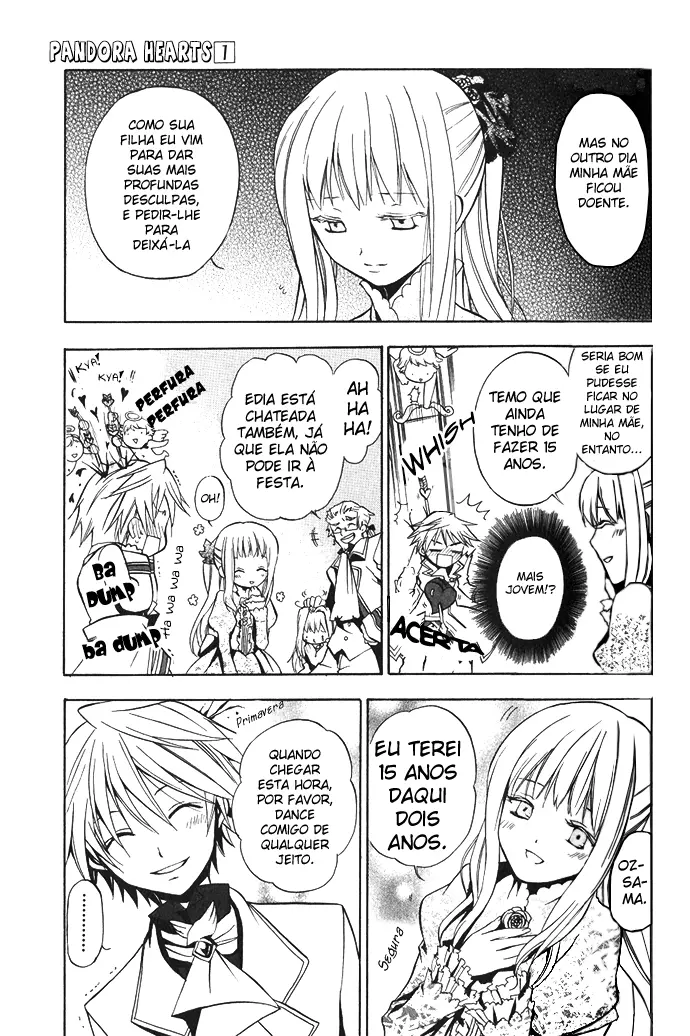 PANDORA HEARTS 1
MAS NO
OUTRO DIA
MINHA MÃE
FICOU
DOENTE.
COMO SUA
FILHA EU VIM
PARA DAR
SUAS MAIS
PROFUNDAS
DESCULPAS,
E PEDIR-LHE
PARA
DEIXÁ-LA
SERIA BOM
SE EU
PUDESSE
FICAR NO
LUGAR DE
MINHA MÃE,
NO
ENTANTO...
TEMO QUE
AINDA
TENHO DE
FAZER 15
ANOS.
WHISH
MAIS
JOVEM!?
ACERTA
AH
HA
HA!
EDIA ESTÁ
CHATEADA
TAMBÉM, JÁ
QUE ELA NÃO
PODE IR À
FESTA.
OH!
KYA!
KYA!
PERFURA
PERFURA
BA
DUMP
ba dump
Ha wa wa wa
OZ-
SAMA.
EU TEREI
15 ANOS
DAQUI
DOIS
ANOS.
Segura
Primavera
QUANDO
CHEGAR
ESTA HORA,
POR FAVOR,
DANCE
COMIGO DE
QUALQUER
JEITO.
.........